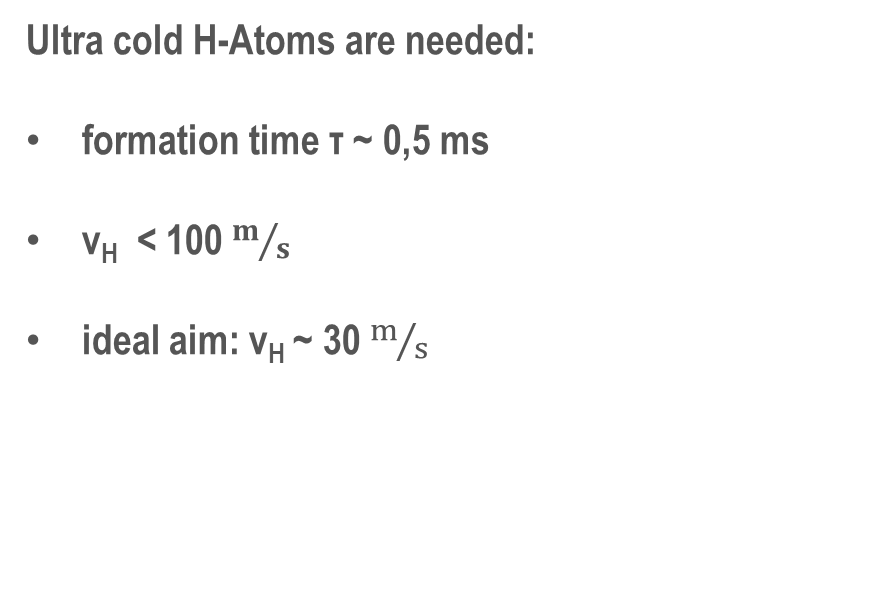 Ultra cold H-Atoms are needed:
• formation time τ ~ 0,5 ms
• vH < 100 m/s
• ideal aim: vH ~ 30 m/s